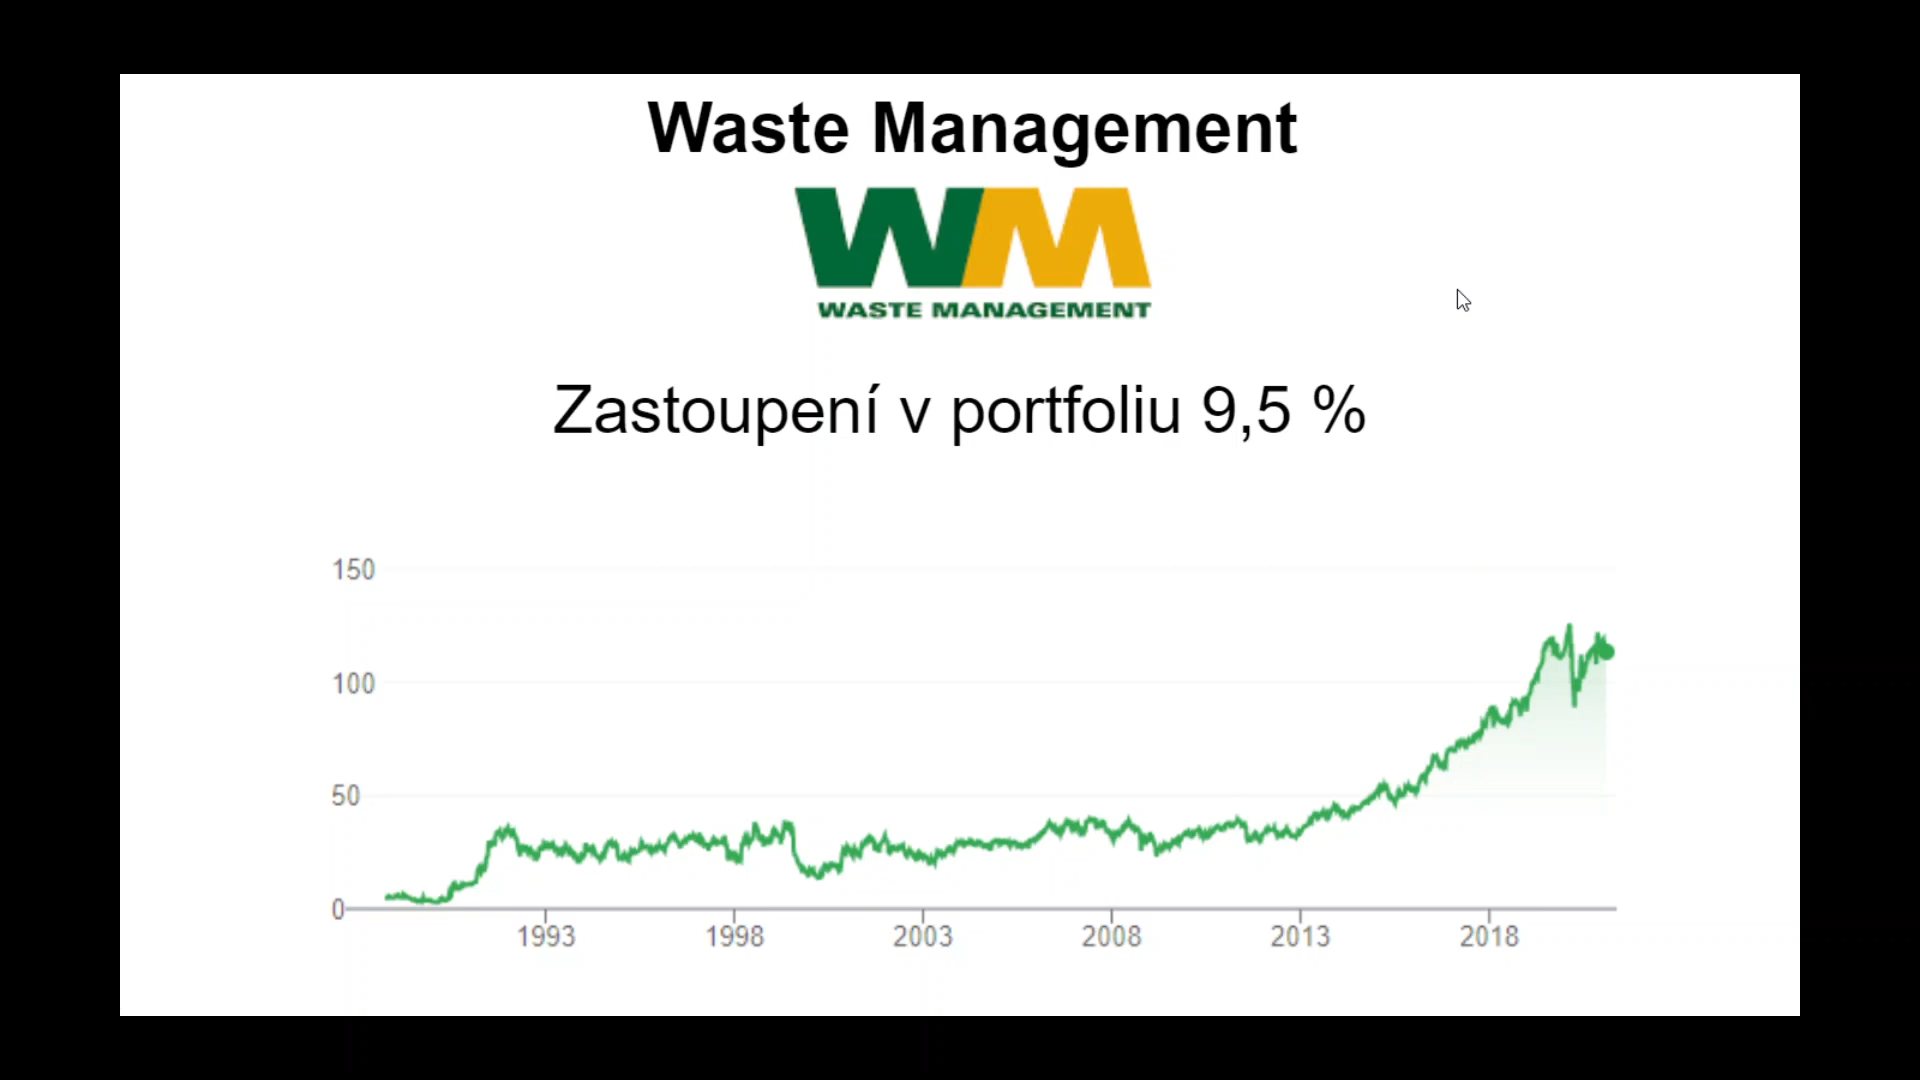 Waste Management
WM
WASTE MANAGEMENT
Zastoupení v portfoliu 9,5 %
150
100
50
0
1993 1998 2003 2008 2013 2018